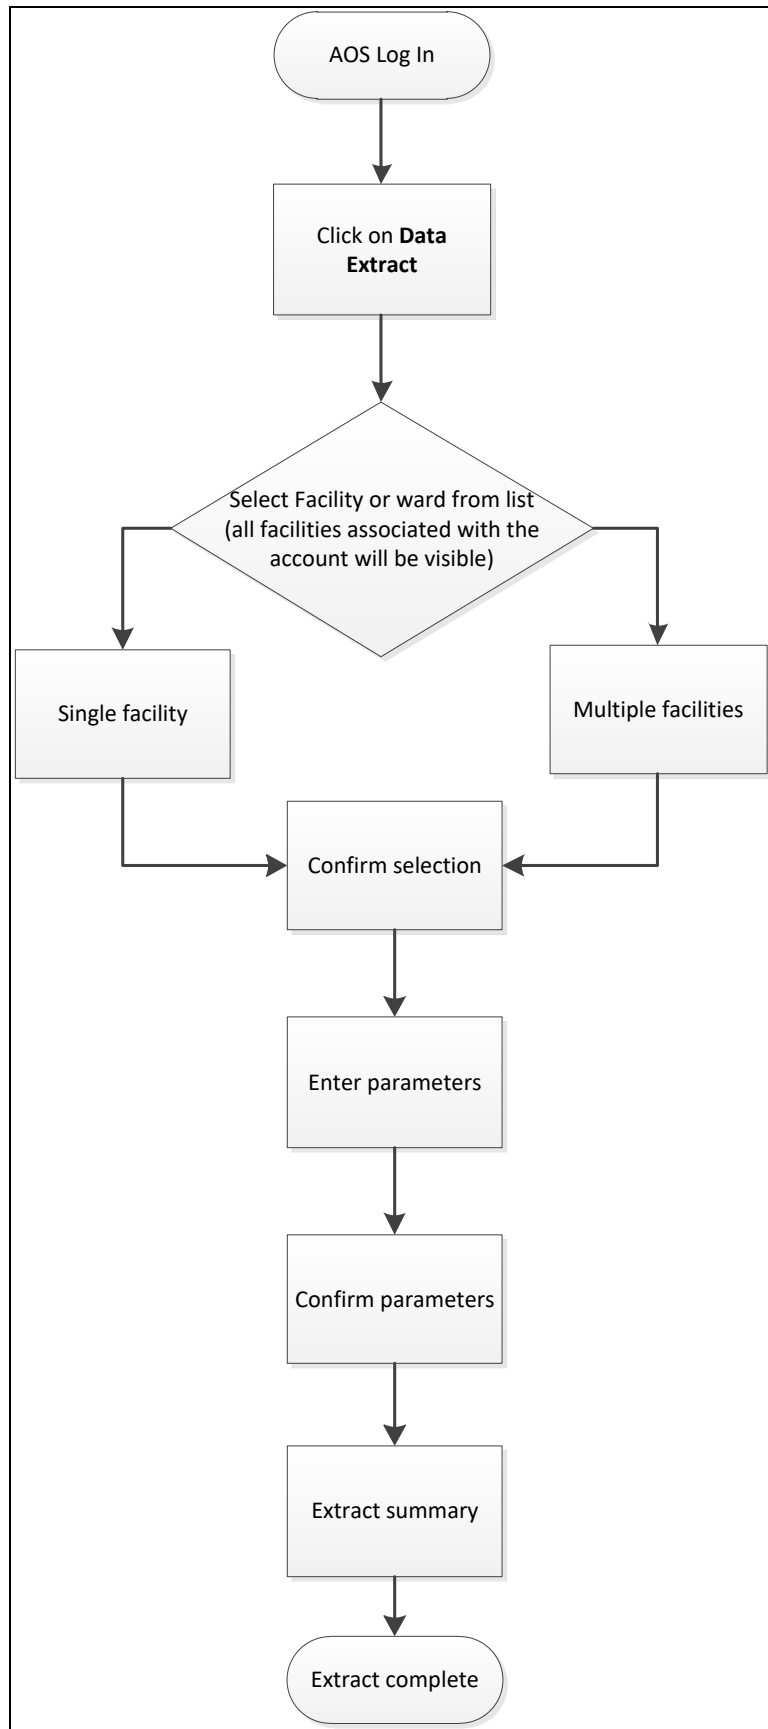 AOS Log In
Click on Data
Extract
Select Facility or ward from list
(all facilities associated with the
account will be visible)
Single facility
Multiple facilities
Confirm selection
Enter parameters
Confirm parameters
Extract summary
Extract complete